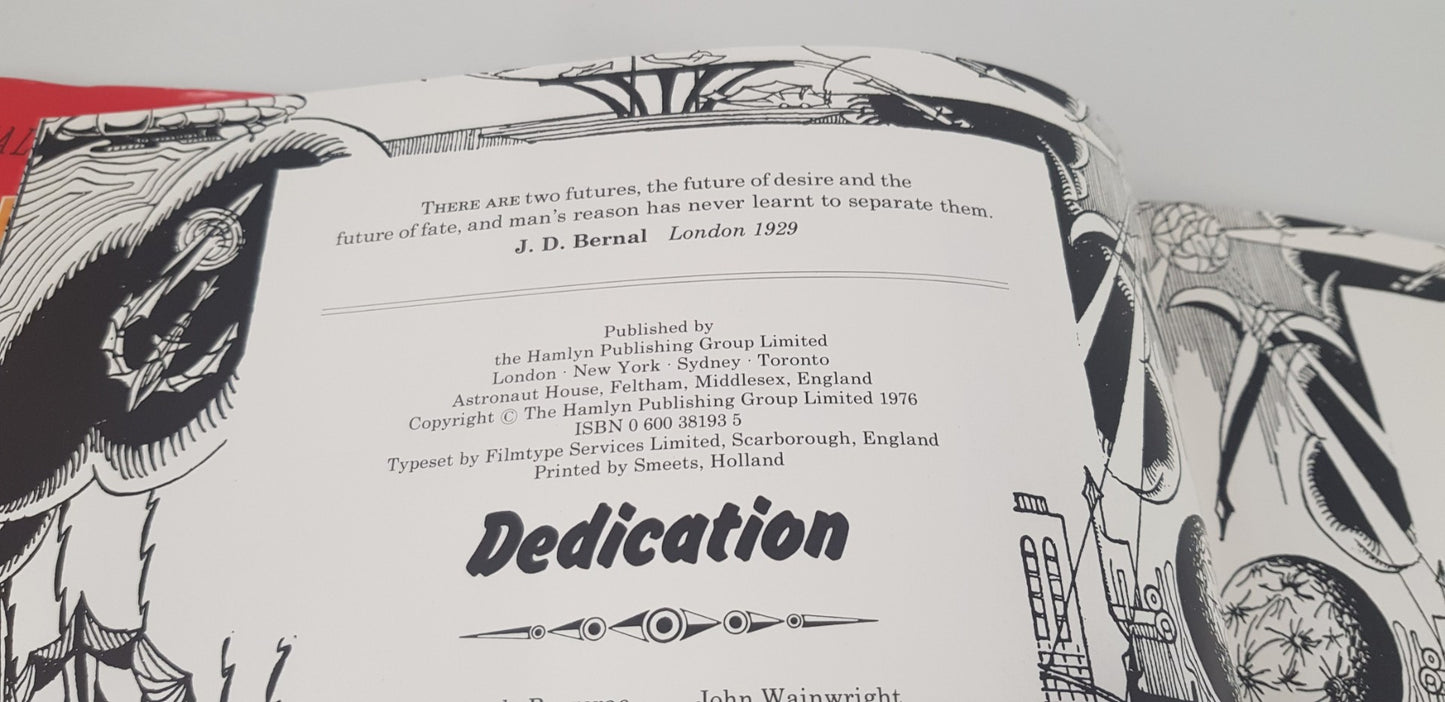 THERE ARE two futures, the future of desire and the
future of fate, and man's reason has never learnt to separate them.
J. D. Bernal London 1929
Published by
the Hamlyn Publishing Group Limited
London · New York · Sydney · Toronto
Astronaut House, Feltham, Middlesex, England
Copyright © The Hamlyn Publishing Group Limited 1976
ISBN 0 600 38193 5
Typeset by Filmtype Services Limited, Scarborough, England
Printed by Smeets, Holland
Dedication
John Wainwright